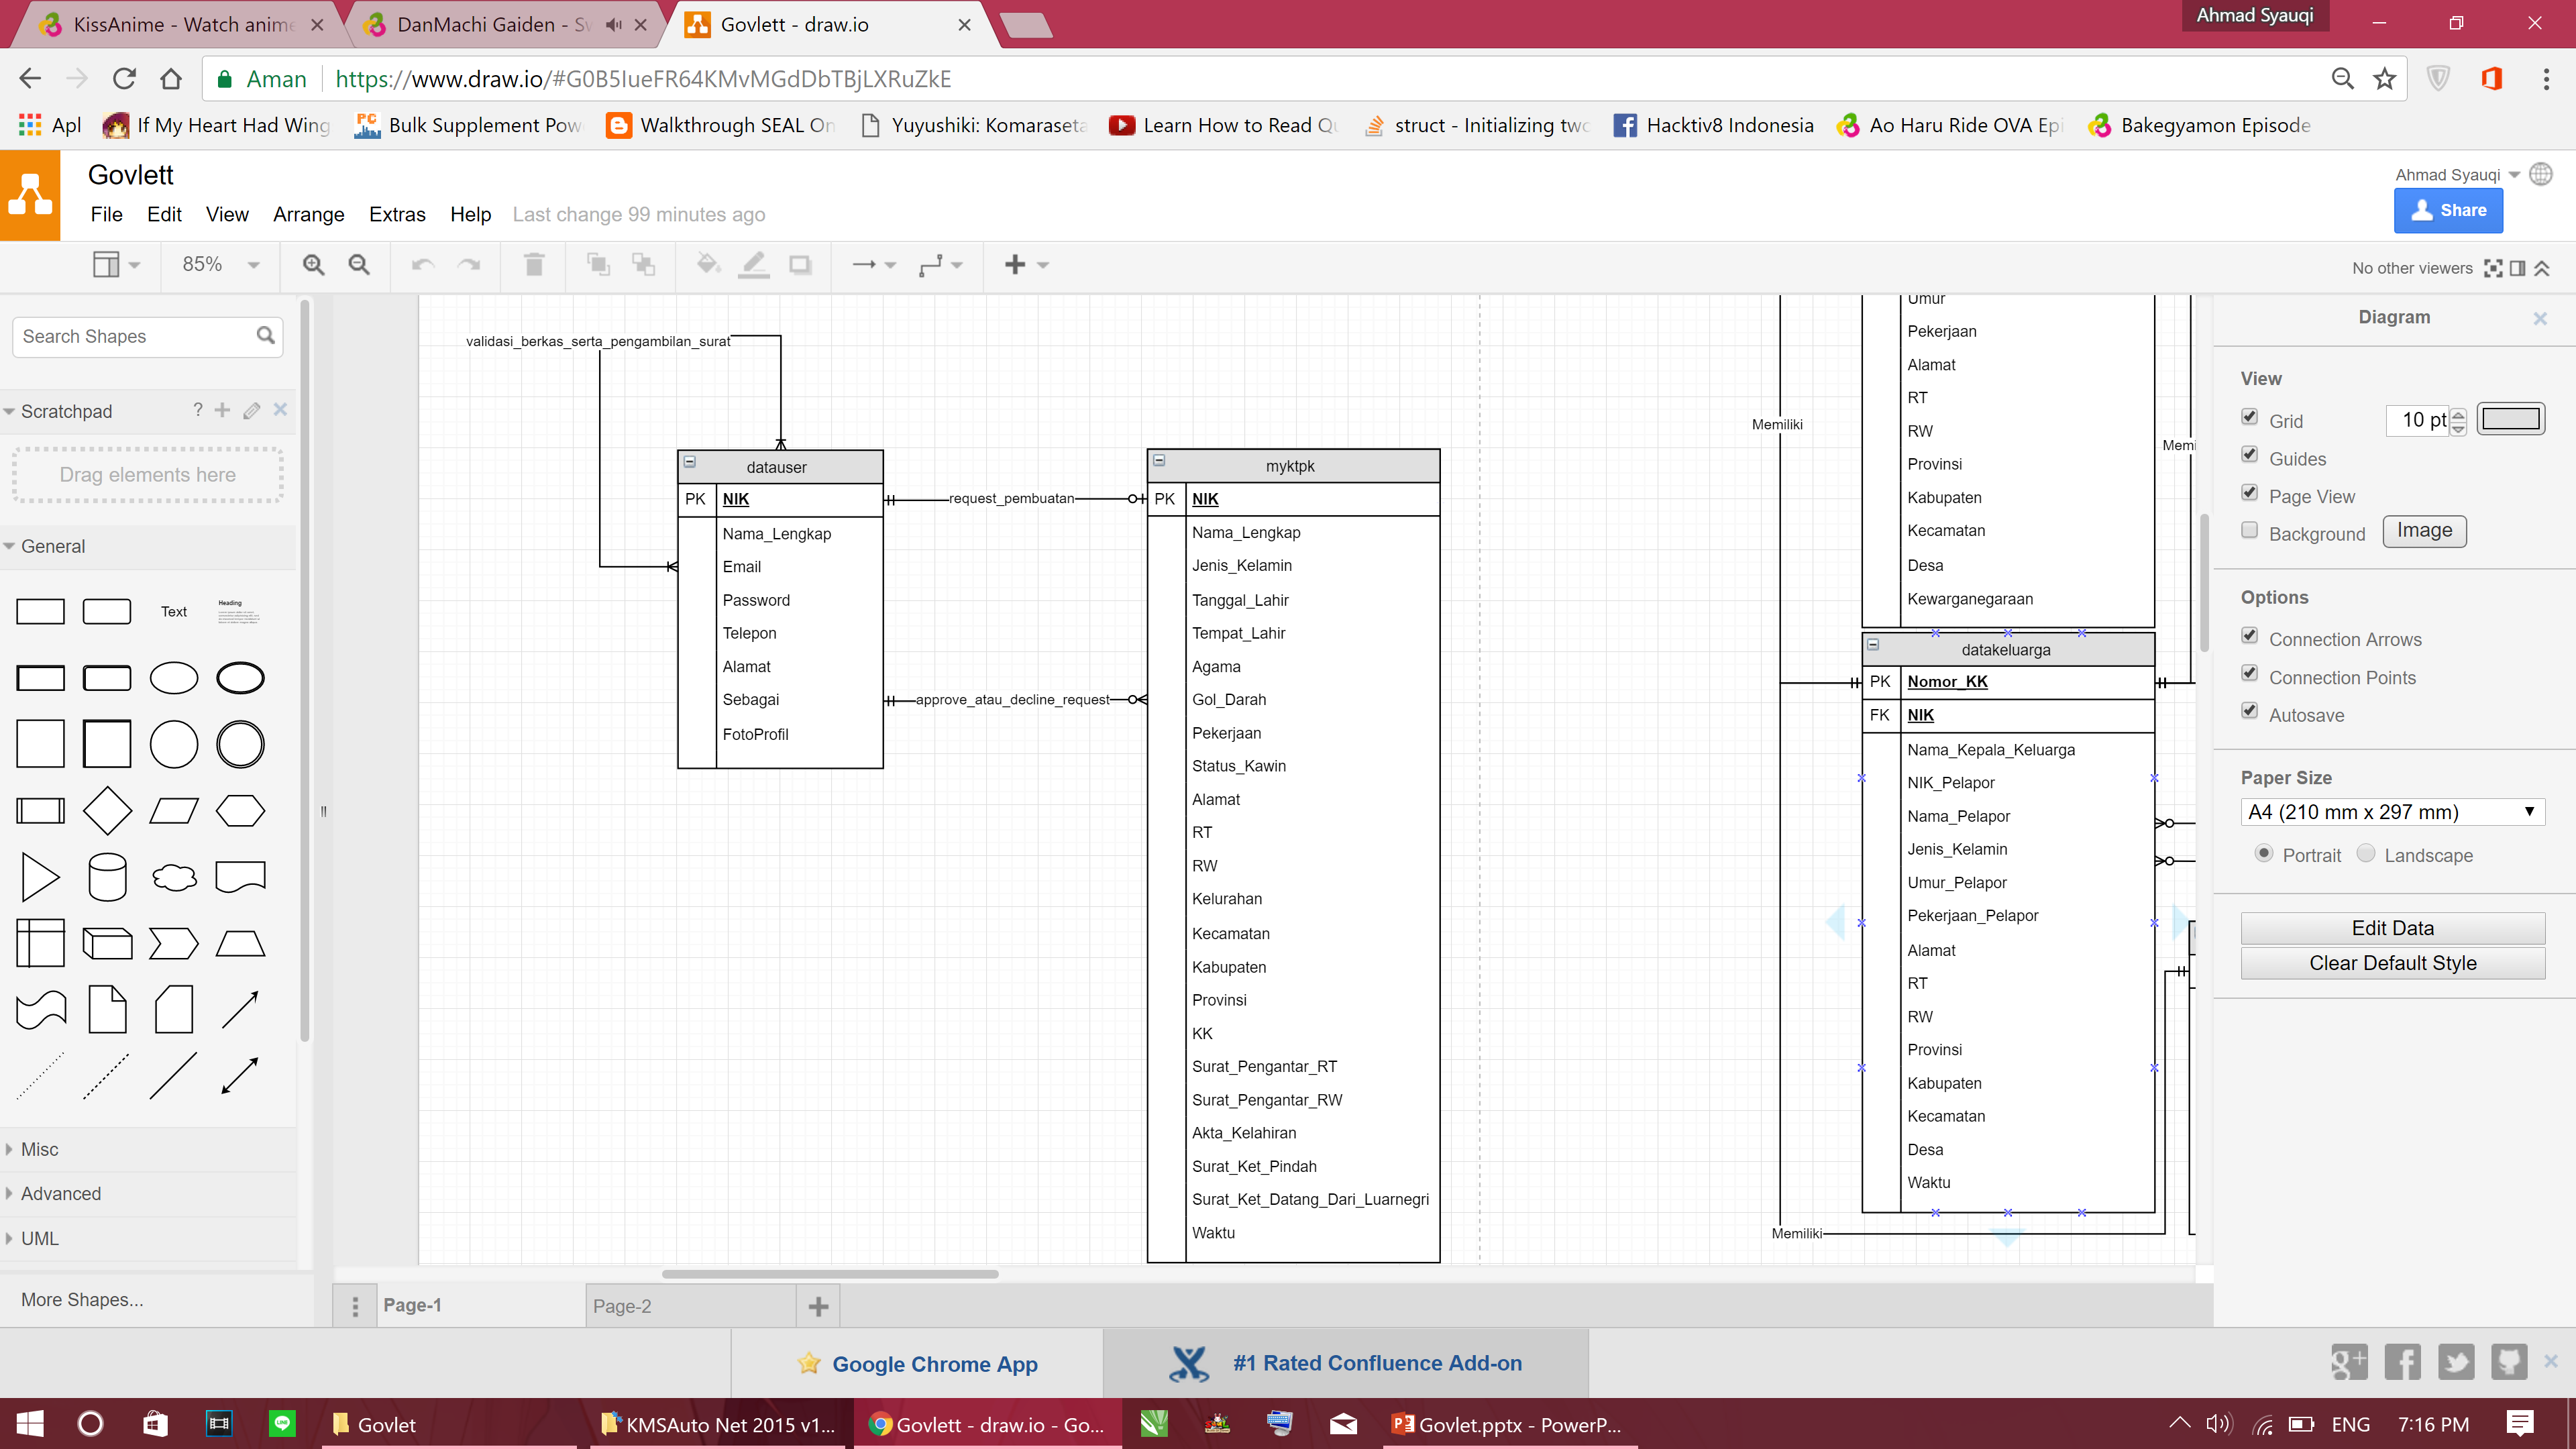 KissAnime - Watch anime
DanMachi Gaiden - Sw
Govlett - draw.io
Ahmad Syauqi
Aman
https://www.draw.io/#G0B5IueFR64KMvMGdDbTBjLXRuZkE
Apl
If My Heart Had Wing
Bulk Supplement Pow
Walkthrough SEAL On
Yuyushiki: Komaraseta
Learn How to Read Qu
struct - Initializing two
Hacktiv8 Indonesia
Ao Haru Ride OVA Epi
Bakegyamon Episode
Govlett
Ahmad Syauqi
File Edit View Arrange Extras Help Last change 99 minutes ago
Share
85%
No other viewers
Search Shapes
Scratchpad ?
Drag elements here
General
Text
Heading
Misc
Advanced
UML
More Shapes...
validasi_berkas_serta_pengambilan_surat
datauser
PK NIK
Nama_Lengkap
Email
Password
Telepon
Alamat
Sebagai
FotoProfil
request_pembuatan
approve_atau_decline_request
myktpk
PK NIK
Nama_Lengkap
Jenis_Kelamin
Tanggal_Lahir
Tempat_Lahir
Agama
Gol_Darah
Pekerjaan
Status_Kawin
Alamat
RT
RW
Kelurahan
Kecamatan
Kabupaten
Provinsi
KK
Surat_Pengantar_RT
Surat_Pengantar_RW
Akta_Kelahiran
Surat_Ket_Pindah
Surat_Ket_Datang_Dari_Luarnegri
Waktu
Memiliki
Memi
Umur
Pekerjaan
Alamat
RT
RW
Provinsi
Kabupaten
Kecamatan
Desa
Kewarganegaraan
datakeluarga
PK Nomor_KK
FK NIK
Nama_Kepala_Keluarga
NIK_Pelapor
Nama_Pelapor
Jenis_Kelamin
Umur_Pelapor
Pekerjaan_Pelapor
Alamat
RT
RW
Provinsi
Kabupaten
Kecamatan
Desa
Waktu
Memiliki
Diagram
View
Grid 10 pt
Guides
Page View
Background Image
Options
Connection Arrows
Connection Points
Autosave
Paper Size
A4 (210 mm x 297 mm)
Portrait Landscape
Edit Data
Clear Default Style
Page-1 Page-2
Google Chrome App
#1 Rated Confluence Add-on
Govlet
KMSAuto Net 2015 v1...
Govlett - draw.io - Go...
Govlet.pptx - PowerP...
ENG 7:16 PM